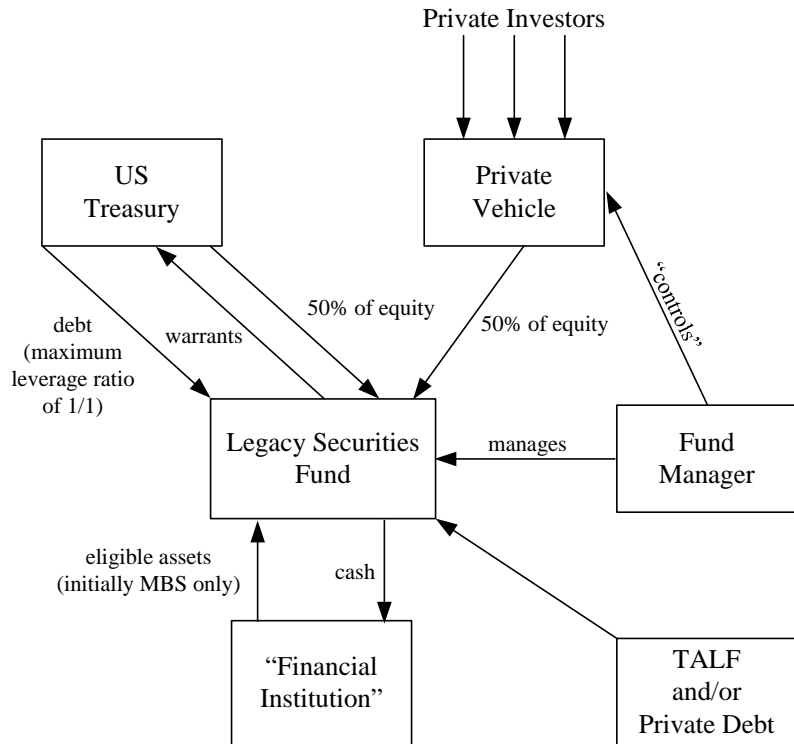 Private Investors
US
Treasury
Private
Vehicle
“controls”
debt
(maximum
leverage ratio
of 1/1)
warrants
50% of equity
50% of equity
Legacy Securities
Fund
manages
Fund
Manager
eligible assets
(initially MBS only)
cash
“Financial
Institution”
TALF
and/or
Private Debt